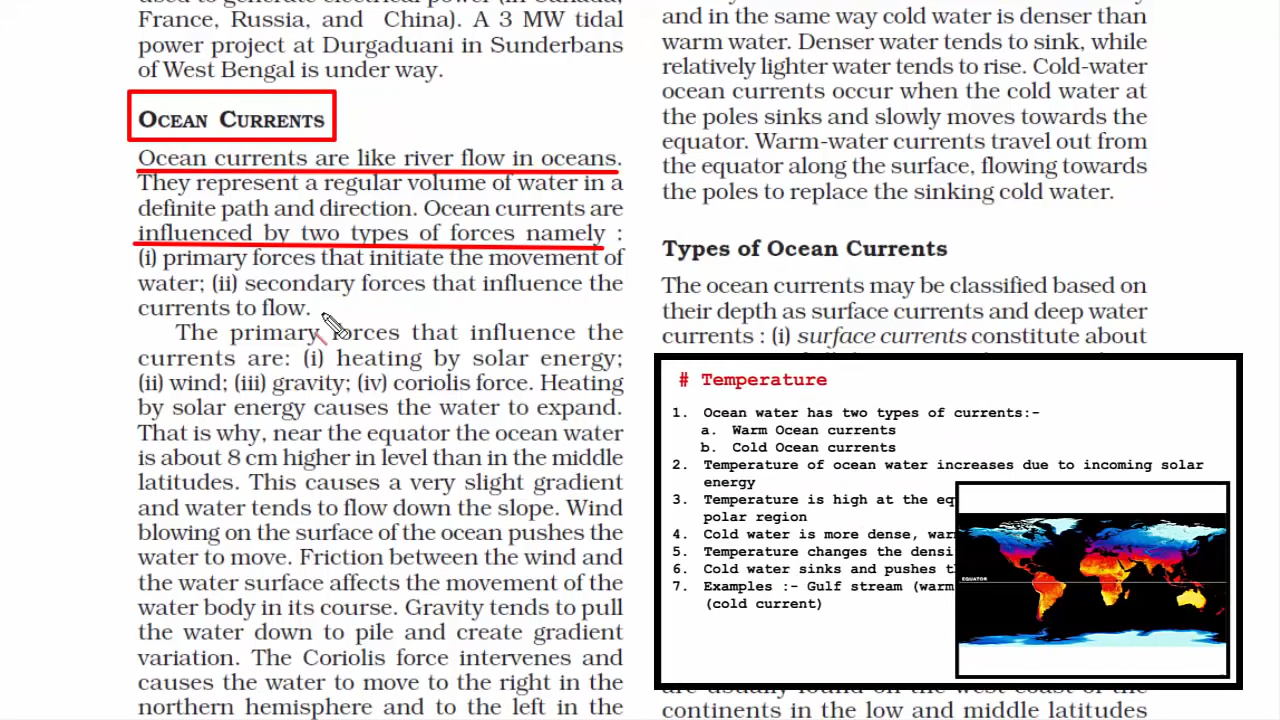 used to generate electrical power (in Canada,
France, Russia, and China). A 3 MW tidal
power project at Durgaduani in Sunderbans
of West Bengal is under way.
OCEAN CURRENTS
Ocean currents are like river flow in oceans.
They represent a regular volume of water in a
definite path and direction. Ocean currents are
influenced by two types of forces namely :
(i) primary forces that initiate the movement of
water; (ii) secondary forces that influence the
currents to flow.
The primary forces that influence the
currents are: (i) heating by solar energy;
(ii) wind; (iii) gravity; (iv) coriolis force. Heating
by solar energy causes the water to expand.
That is why, near the equator the ocean water
is about 8 cm higher in level than in the middle
latitudes. This causes a very slight gradient
and water tends to flow down the slope. Wind
blowing on the surface of the ocean pushes the
water to move. Friction between the wind and
the water surface affects the movement of the
water body in its course. Gravity tends to pull
the water down to pile and create gradient
variation. The Coriolis force intervenes and
causes the water to move to the right in the
northern hemisphere and to the left in the
and in the same way cold water is denser than
warm water. Denser water tends to sink, while
relatively lighter water tends to rise. Cold-water
ocean currents occur when the cold water at
the poles sinks and slowly moves towards the
equator. Warm-water currents travel out from
the equator along the surface, flowing towards
the poles to replace the sinking cold water.
Types of Ocean Currents
The ocean currents may be classified based on
their depth as surface currents and deep water
currents : (i) surface currents constitute about
# Temperature
1. Ocean water has two types of currents:-
a. Warm Ocean currents
b. Cold Ocean currents
2. Temperature of ocean water increases due to incoming solar
energy
3. Temperature is high at the eq
polar region
4. Cold water is more dense, war
5. Temperature changes the densi
6. Cold water sinks and pushes t
7. Examples :- Gulf stream (warm
(cold current)
EQUATOR
are usually found on the west coast of the
continents in the low and middle latitudes